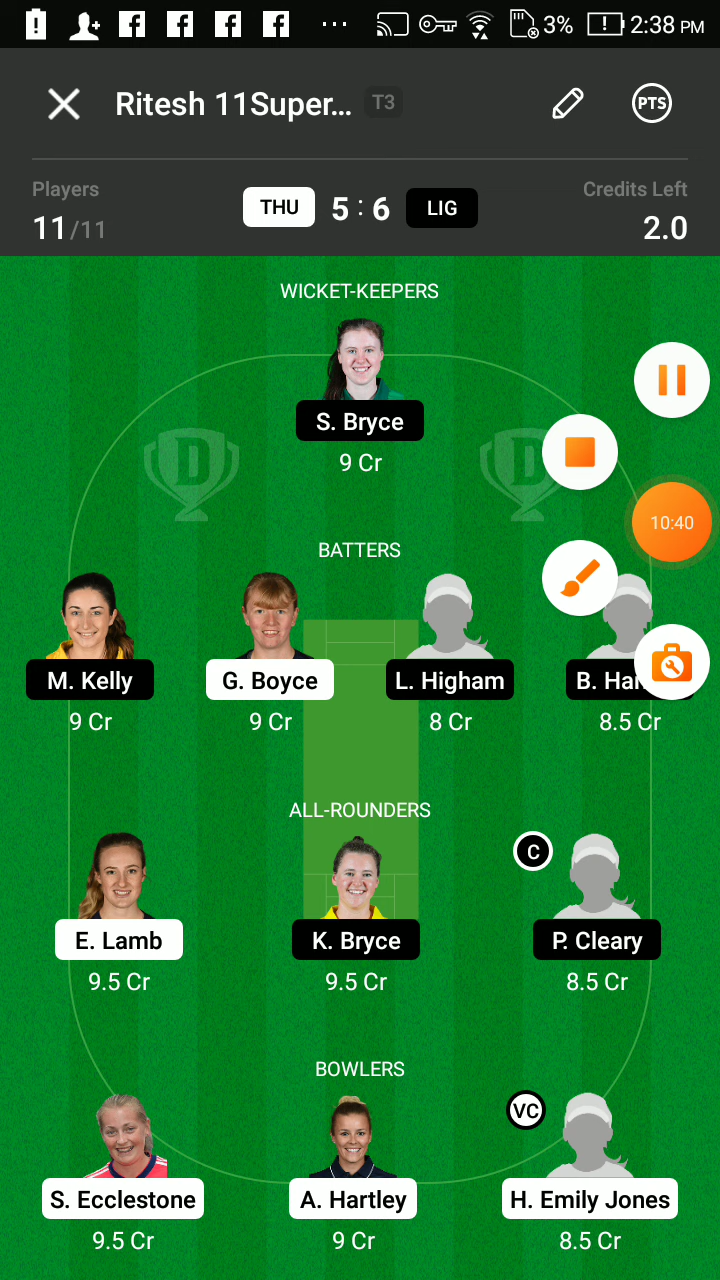 3% 2:38 PM
Ritesh 11Super... T3 PTS
Players Credits Left
11/11 THU 5 : 6 LIG 2.0
WICKET-KEEPERS
S. Bryce
9 Cr
10:40
BATTERS
M. Kelly G. Boyce L. Higham B.
9 Cr 9 Cr 8 Cr 8.5 Cr
ALL-ROUNDERS
C
E. Lamb K. Bryce P. Cleary
9.5 Cr 9.5 Cr 8.5 Cr
BOWLERS
VC
S. Ecclestone A. Hartley H. Emily Jones
9.5 Cr 9 Cr 8.5 Cr